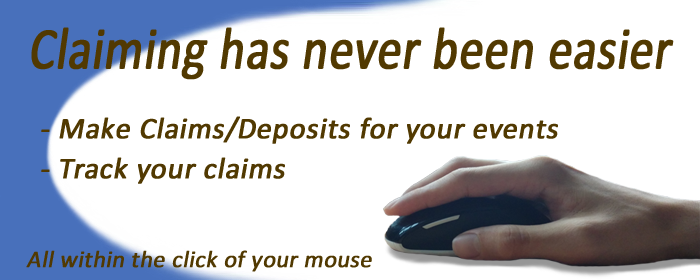 Claiming has never been easier
- Make Claims/Deposits for your events
- Track your claims
All within the click of your mouse